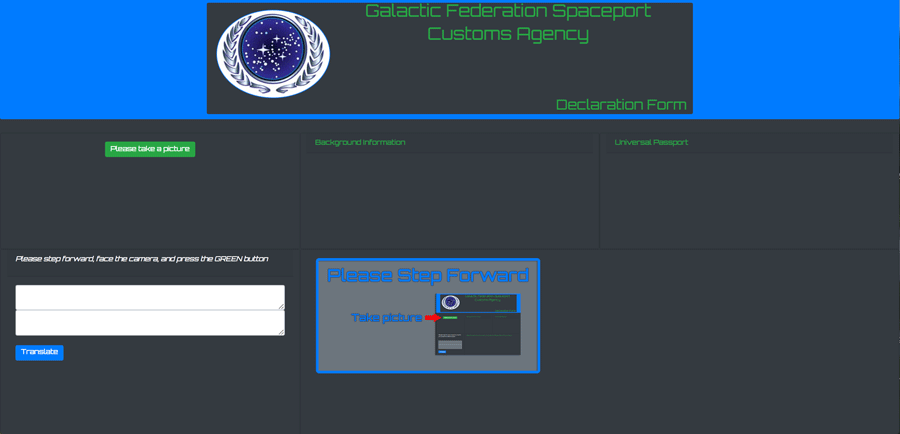 Galactic Federation Spaceport
Customs Agency
Declaration Form
Please take a picture
Background information
Universal Passport
Please step forward, face the camera, and press the GREEN button
Translate
Please Step Forward
Take picture